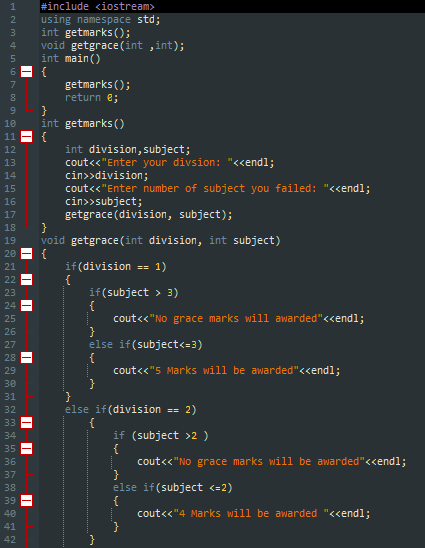 1 #include <iostream>
2 using namespace std;
3 int getmarks();
4 void getgrace(int ,int);
5 int main()
6 {
7 getmarks();
8 return 0;
9 }
10 int getmarks()
11 {
12 int division,subject;
13 cout<<"Enter your divsion: "<<endl;
14 cin>>division;
15 cout<<"Enter number of subject you failed: "<<endl;
16 cin>>subject;
17 getgrace(division, subject);
18 }
19 void getgrace(int division, int subject)
20 {
21 if(division == 1)
22 {
23 if(subject > 3)
24 {
25 cout<<"No grace marks will awarded"<<endl;
26 }
27 else if(subject<=3)
28 {
29 cout<<"5 Marks will be awarded"<<endl;
30 }
31 }
32 else if(division == 2)
33 {
34 if (subject >2 )
35 {
36 cout<<"No grace marks will be awarded"<<endl;
37 }
38 else if(subject <=2)
39 {
40 cout<<"4 Marks will be awarded "<<endl;
41 }
42 }